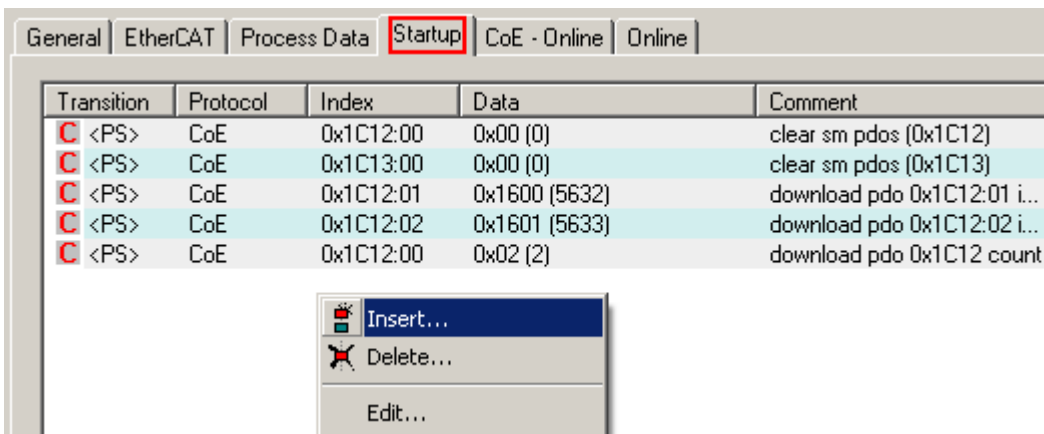 General EtherCAT Process Data Startup CoE - Online Online
Transition Protocol Index Data Comment
C <PS> CoE 0x1C12:00 0x00 (0) clear sm pdos (0x1C12)
C <PS> CoE 0x1C13:00 0x00 (0) clear sm pdos (0x1C13)
C <PS> CoE 0x1C12:01 0x1600 (5632) download pdo 0x1C12:01 i...
C <PS> CoE 0x1C12:02 0x1601 (5633) download pdo 0x1C12:02 i...
C <PS> CoE 0x1C12:00 0x02 (2) download pdo 0x1C12 count
Insert...
Delete...
Edit...